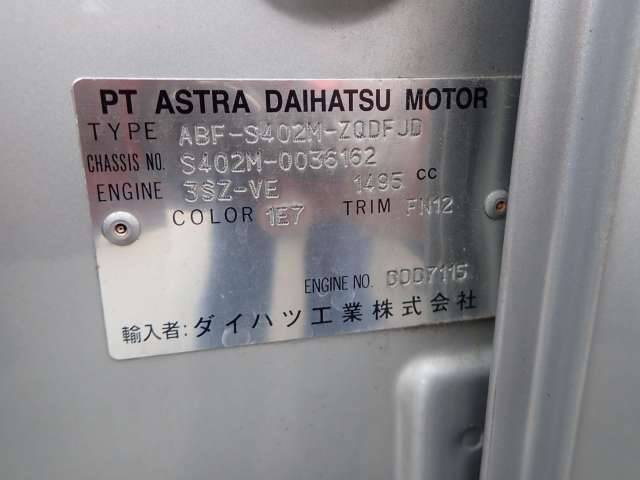 PT ASTRA DAIHATSU MOTOR
TYPE ABF-S402M-ZQDFJD
CHASSIS NO. S402M-0036162
ENGINE 3SZ-VE 1495 cc
COLOR 1E7 TRIM FN12
ENGINE NO. DDD7115
輸入者:ダイハツ工業株式会社